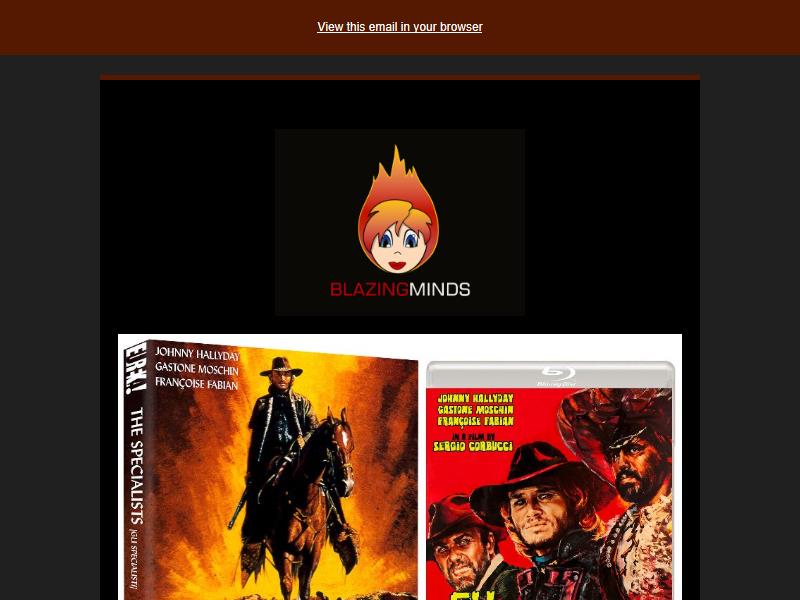 View this email in your browser
BLAZINGMINDS
EUREKA!
THE SPECIALISTS
[GLI SPECIALISTI]
JOHNNY HALLYDAY
GASTONE MOSCHIN
FRANÇOISE FABIAN
Blu-ray Disc
JOHNNY HALLYDAY
GASTONE MOSCHIN
FRANÇOISE FABIAN
IN A FILM BY
SERGIO CORBUCCI